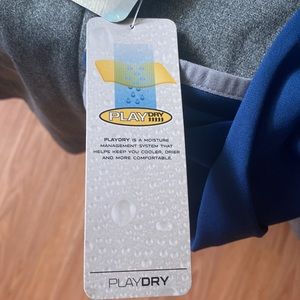 PLAYDRY
PLAYDRY IS A MOISTURE
MANAGEMENT SYSTEM THAT
HELPS KEEP YOU COOLER, DRIER
AND MORE COMFORTABLE.
PLAYDRY